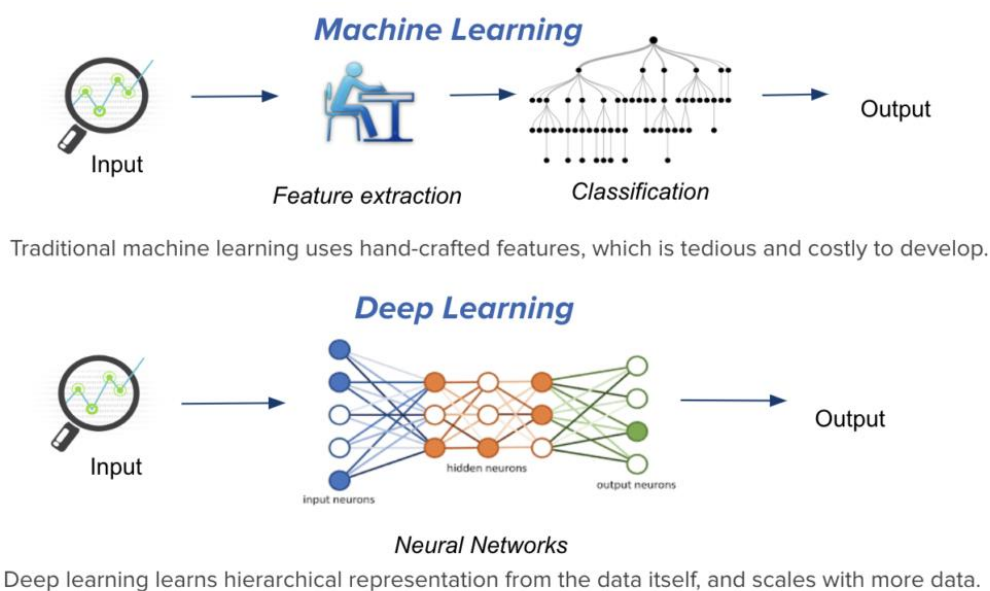 Machine Learning
Input
Output
Feature extraction
Classification
Traditional machine learning uses hand-crafted features, which is tedious and costly to develop.
Deep Learning
Input
Output
hidden neurons
input neurons
output neurons
Neural Networks
Deep learning learns hierarchical representation from the data itself, and scales with more data.